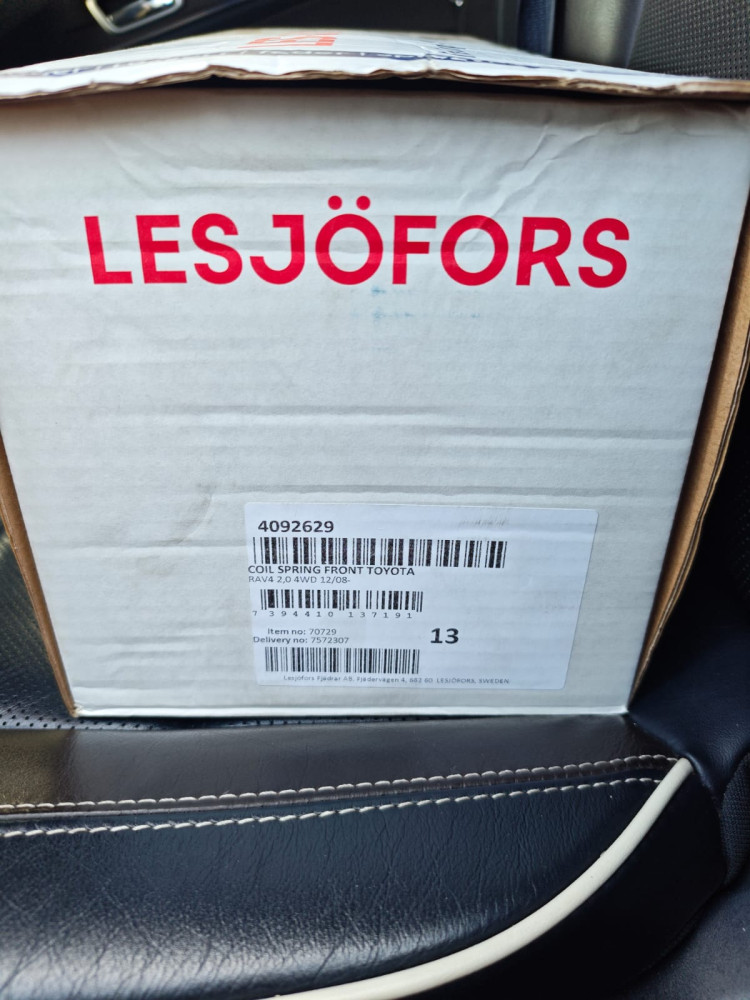 LESJÖFORS
4092629
COIL SPRING FRONT TOYOTA
RAV4 2,0 4WD 12/08-
7 394410 137191
Item no: 70729
Delivery no: 7572307
13
Lesjöfors Fjädrar AB, Fjädervägen 4, 682 60 LESJÖFORS, SWEDEN